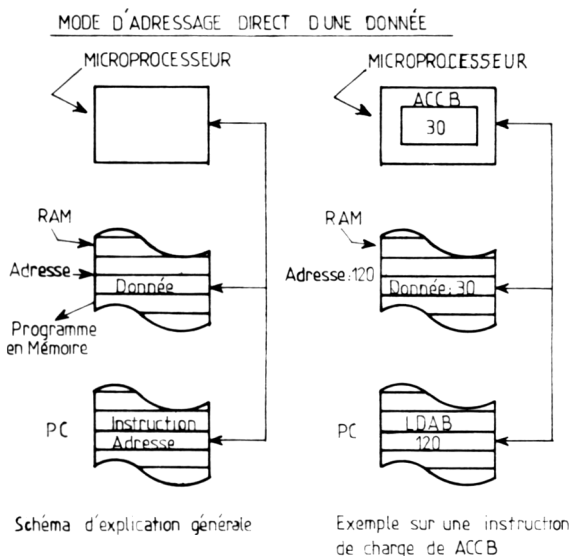 MODE D'ADRESSAGE DIRECT D'UNE DONNÉE
MICROPROCESSEUR
RAM
Adresse
Donnée
Programme
en Mémoire
PC
Instruction
Adresse
Schéma d'explication générale
MICROPROCESSEUR
ACC B
30
RAM
Adresse:120
Donnée: 30
PC
LDAB
120
Exemple sur une instruction
de charge de ACCB